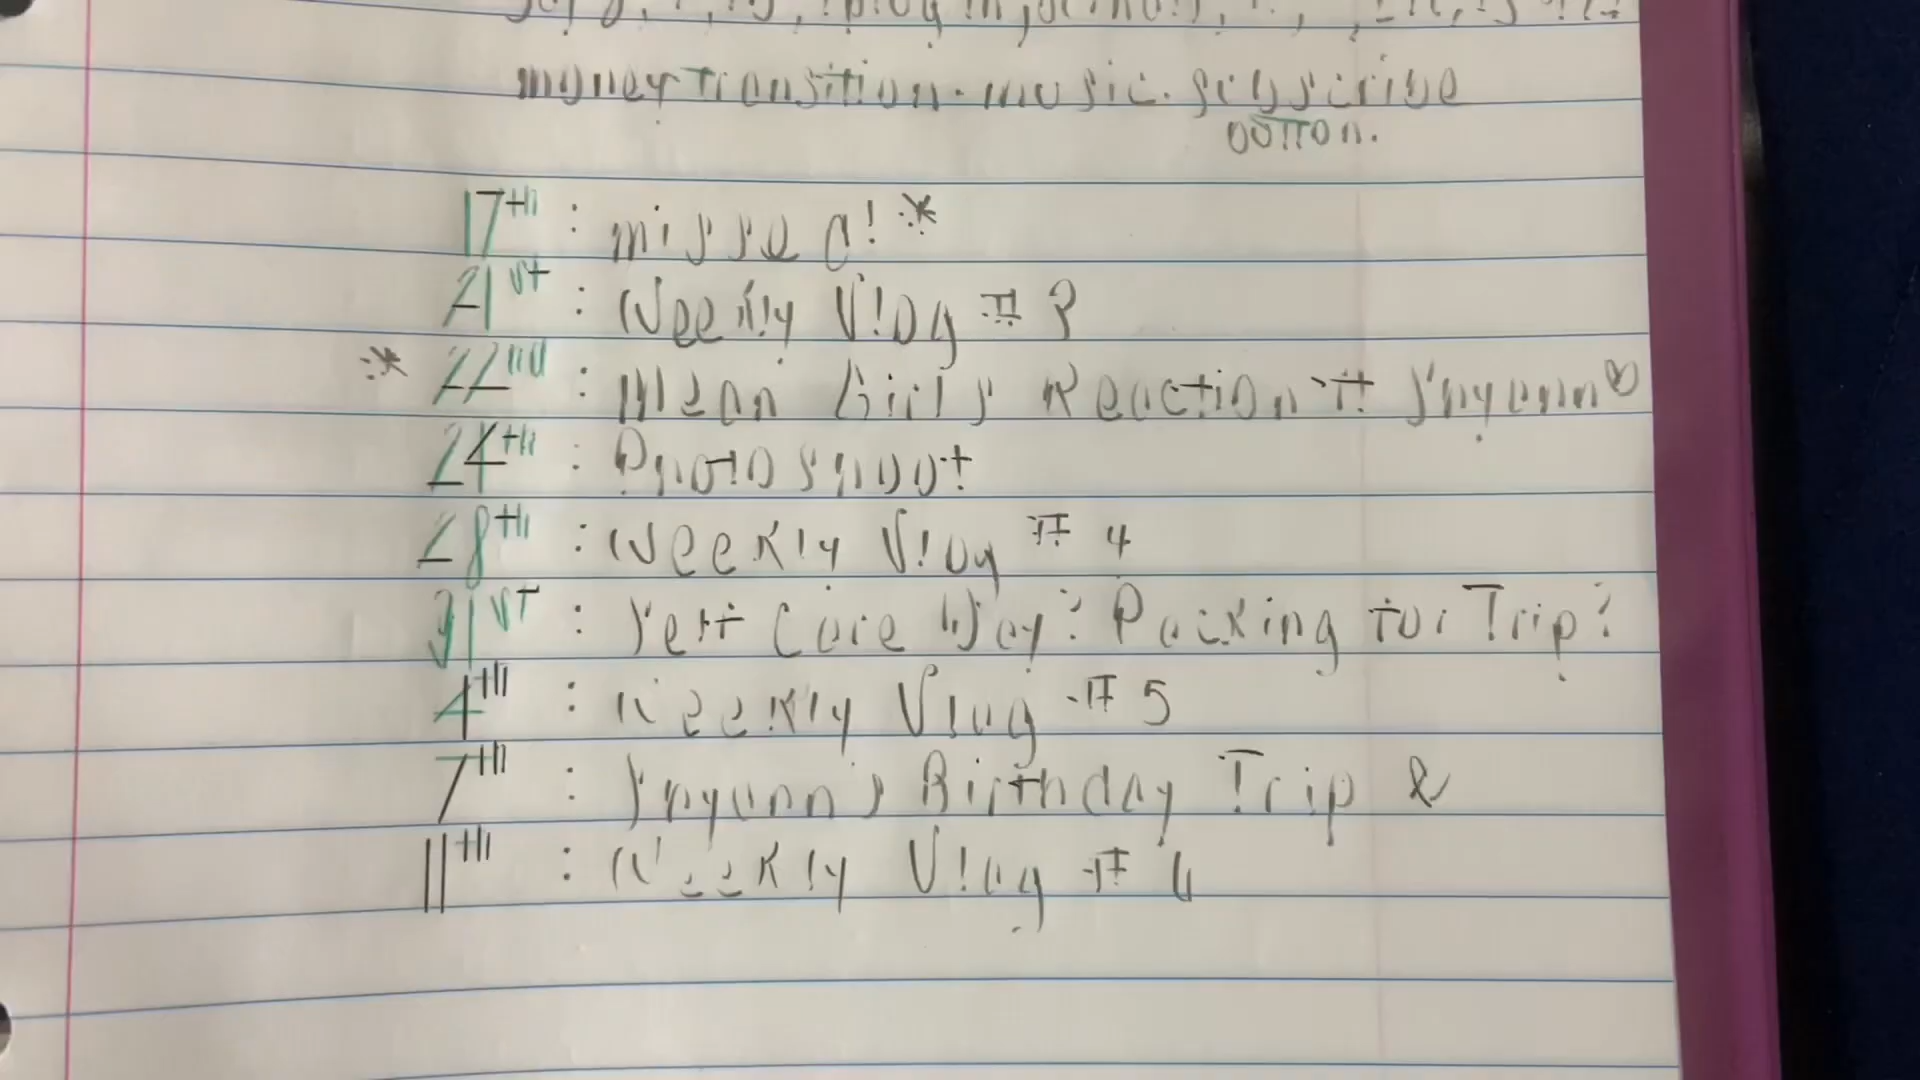 money transition. music. subscribe
button.
17th : missed! *
21st : Weekly Vlog # 3
* 22nd : Mean Girls Reaction ft Shyann
24th : Photoshoot
28th : Weekly Vlog # 4
31st : Self Care Day? Packing for Trip?
4th : Weekly Vlog # 5
7th : Shyann's Birthday Trip &
11th : Weekly Vlog # 6